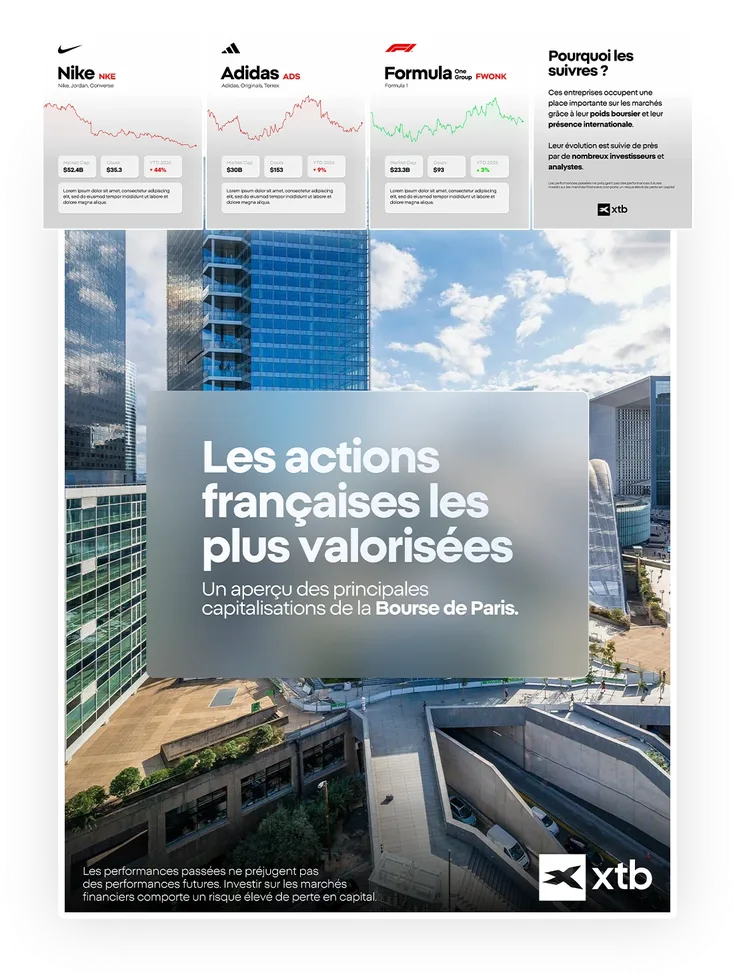 Nike NKE
Nike, Jordan, Converse
Market Cap
$52.4B
Cours
$35.3
YTD 2026
- 44%
Lorem ipsum dolor sit amet, consectetur adipiscing
elit, sed do eiusmod tempor incididunt ut labore et
dolore magna aliqua.
Adidas ADS
Adidas, Originals, Terrex
Market Cap
$30B
Cours
$153
YTD 2026
- 9%
Lorem ipsum dolor sit amet, consectetur adipiscing
elit, sed do eiusmod tempor incididunt ut labore et
dolore magna aliqua.
Formula One Group FWONK
Formula 1
Market Cap
$23.3B
Cours
$93
YTD 2026
+ 3%
Lorem ipsum dolor sit amet, consectetur adipiscing
elit, sed do eiusmod tempor incididunt ut labore et
dolore magna aliqua.
Pourquoi les
suivres ?
Ces entreprises occupent une
place importante sur les marchés
grâce à leur poids boursier et leur
présence internationale.
Leur évolution est suivie de près
par de nombreux investisseurs et
analystes.
xtb
Les actions
françaises les
plus valorisées
Un aperçu des principales
capitalisations de la Bourse de Paris.
Les performances passées ne préjugent pas
des performances futures. Investir sur les marchés
financiers comporte un risque élevé de perte en capital.
xtb